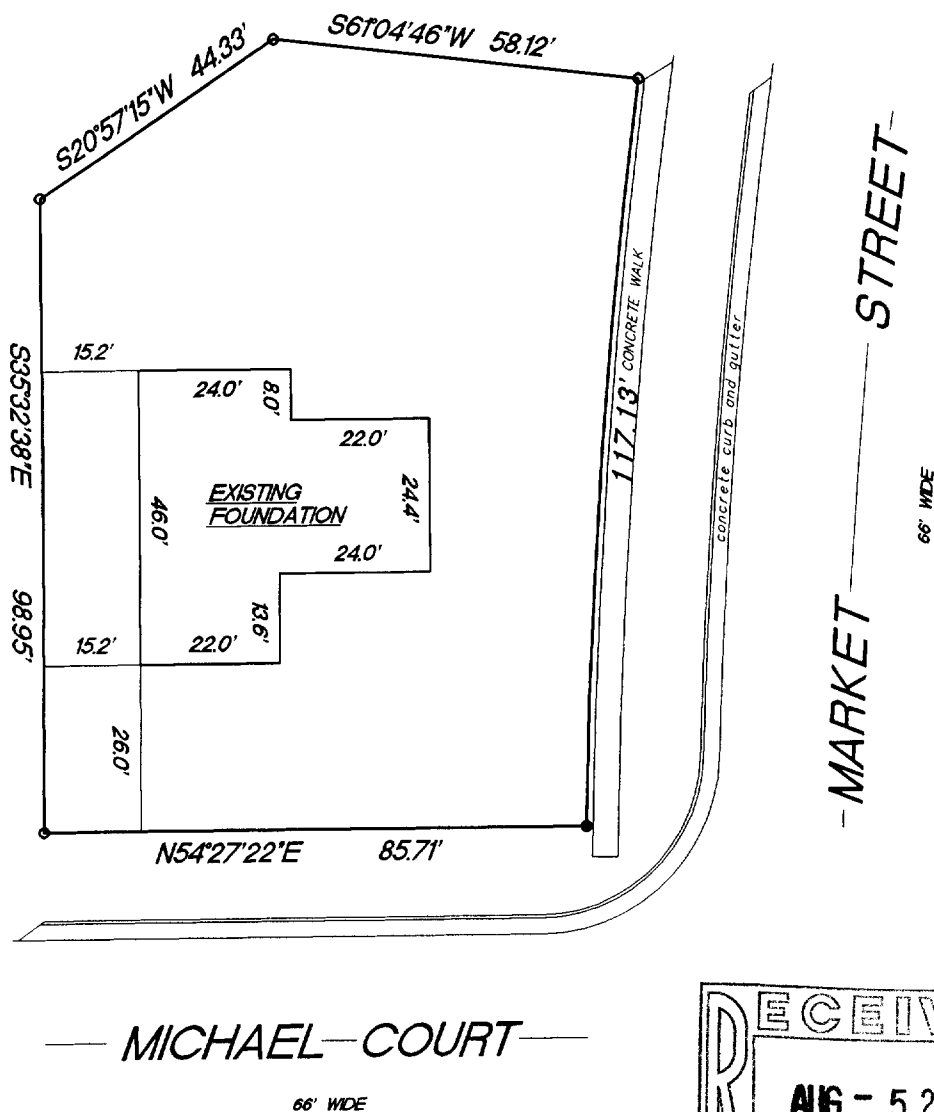 S61°04'46"W 58.12'
S20°57'15"W 44.33'
S35°32'38"E 98.95'
117.13'
CONCRETE WALK
concrete curb and gutter
MARKET STREET
66' WIDE
15.2'
24.0'
8.0'
22.0'
24.4'
EXISTING
FOUNDATION
46.0'
24.0'
13.6'
15.2'
22.0'
26.0'
N54°27'22"E 85.71'
MICHAEL COURT
66' WIDE
RECEIV
AUG - 5 2